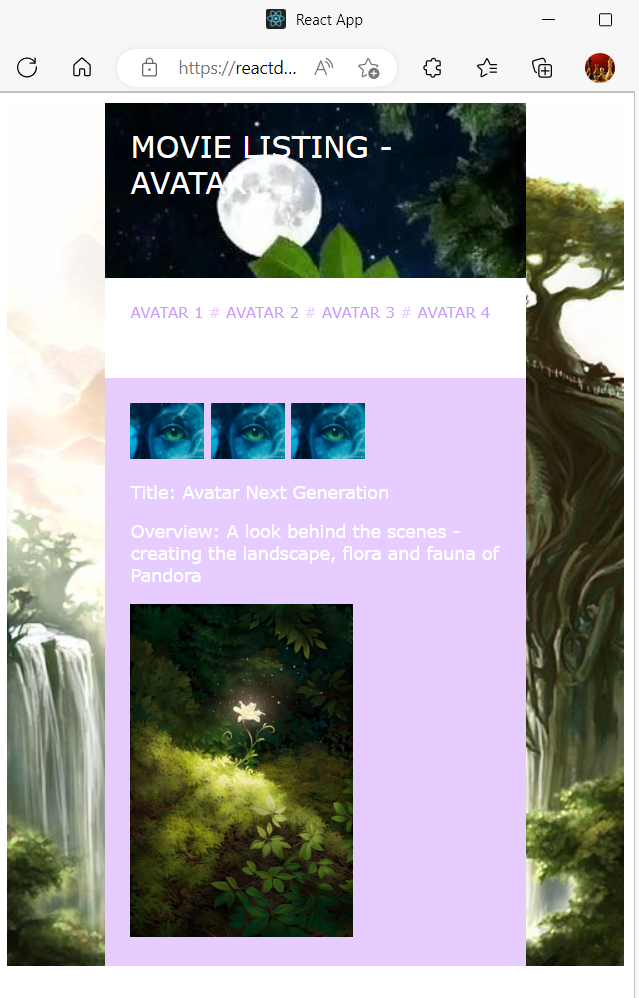 React App
https://reactd...
MOVIE LISTING -
AVATAR
AVATAR 1 # AVATAR 2 # AVATAR 3 # AVATAR 4
Title: Avatar Next Generation
Overview: A look behind the scenes -
creating the landscape, flora and fauna of
Pandora